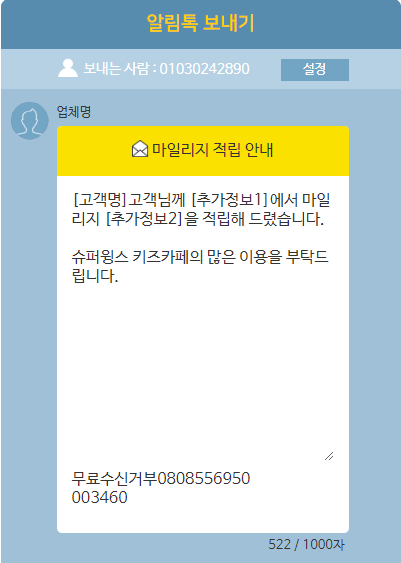 알림톡 보내기
보내는 사람 : 01030242890
설정
업체명
마일리지 적립 안내
[고객명]고객님께 [추가정보1]에서 마일
리지 [추가정보2]을 적립해 드렸습니다.
슈퍼윙스 키즈카페의 많은 이용을 부탁드
립니다.
무료수신거부0808556950
003460
522 / 1000자